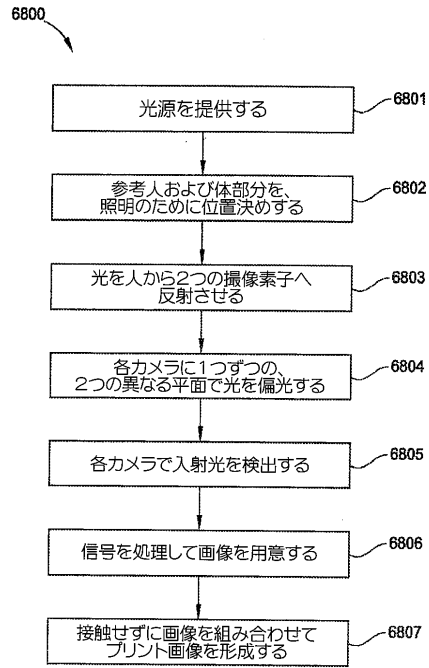 6800
光源を提供する
6801
参考人および体部分を、
照明のために位置決めする
6802
光を人から2つの撮像素子へ
反射させる
6803
各カメラに1つずつの、
2つの異なる平面で光を偏光する
6804
各カメラで入射光を検出する
6805
信号を処理して画像を用意する
6806
接触せずに画像を組み合わせて
プリント画像を形成する
6807